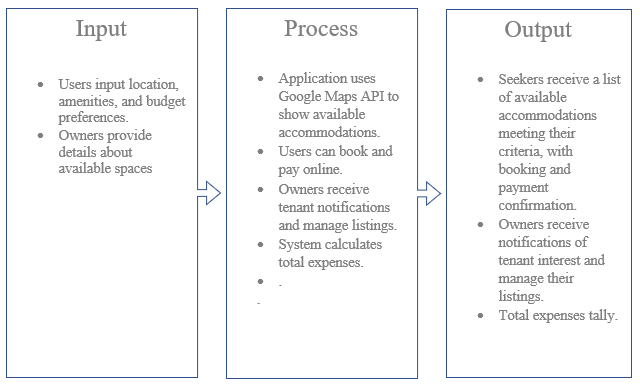 Input
• Users input location,
amenities, and budget
preferences.
• Owners provide
details about
available spaces
Process
• Application uses
Google Maps API to
show available
accommodations.
• Users can book and
pay online.
• Owners receive
tenant notifications
and manage listings.
• System calculates
total expenses.
• .
.
Output
• Seekers receive a list
of available
accommodations
meeting their
criteria, with
booking and
payment
confirmation.
• Owners receive
notifications of
tenant interest and
manage their
listings.
• Total expenses tally.